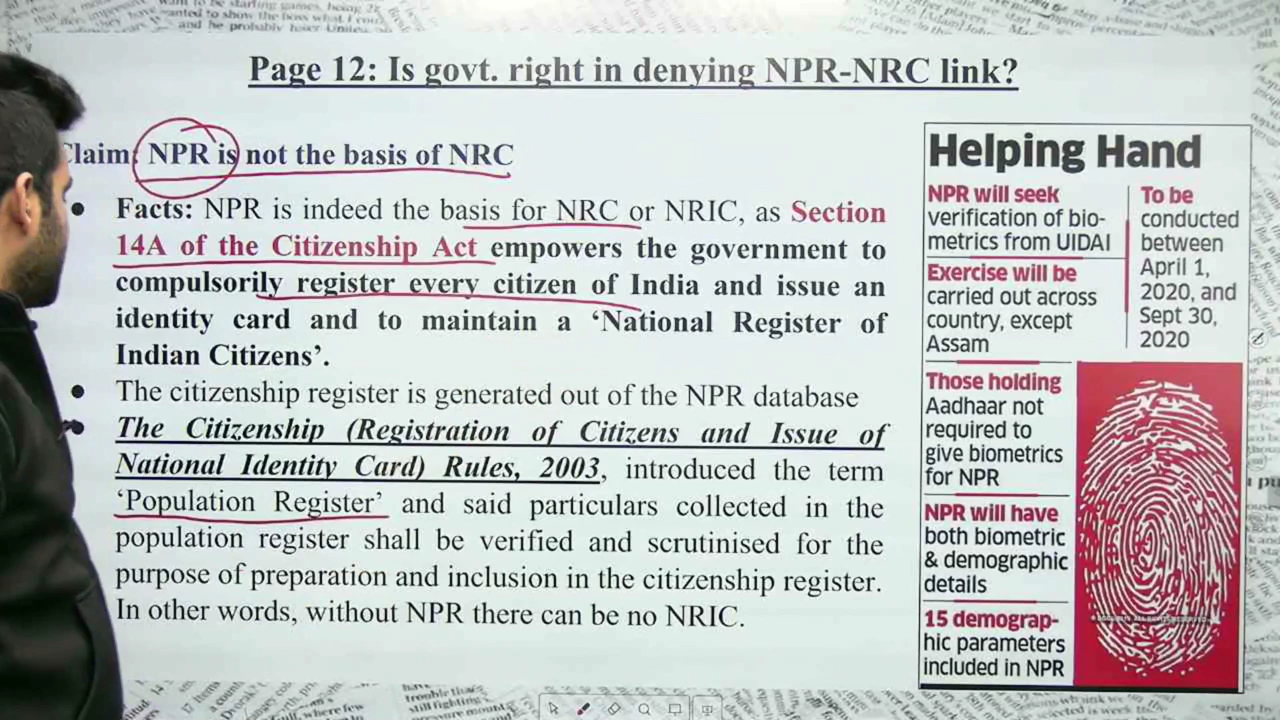 Page 12: Is govt. right in denying NPR-NRC link?
Claim: NPR is not the basis of NRC
• Facts: NPR is indeed the basis for NRC or NRIC, as Section
14A of the Citizenship Act empowers the government to
compulsorily register every citizen of India and issue an
identity card and to maintain a ‘National Register of
Indian Citizens’.
• The citizenship register is generated out of the NPR database
• The Citizenship (Registration of Citizens and Issue of
National Identity Card) Rules, 2003, introduced the term
‘Population Register’ and said particulars collected in the
population register shall be verified and scrutinised for the
purpose of preparation and inclusion in the citizenship register.
In other words, without NPR there can be no NRIC.
Helping Hand
NPR will seek
verification of bio-
metrics from UIDAI
Exercise will be
carried out across
country, except
Assam
To be
conducted
between
April 1,
2020, and
Sept 30,
2020
Those holding
Aadhaar not
required to
give biometrics
for NPR
NPR will have
both biometric
& demographic
details
15 demograp-
hic parameters
included in NPR